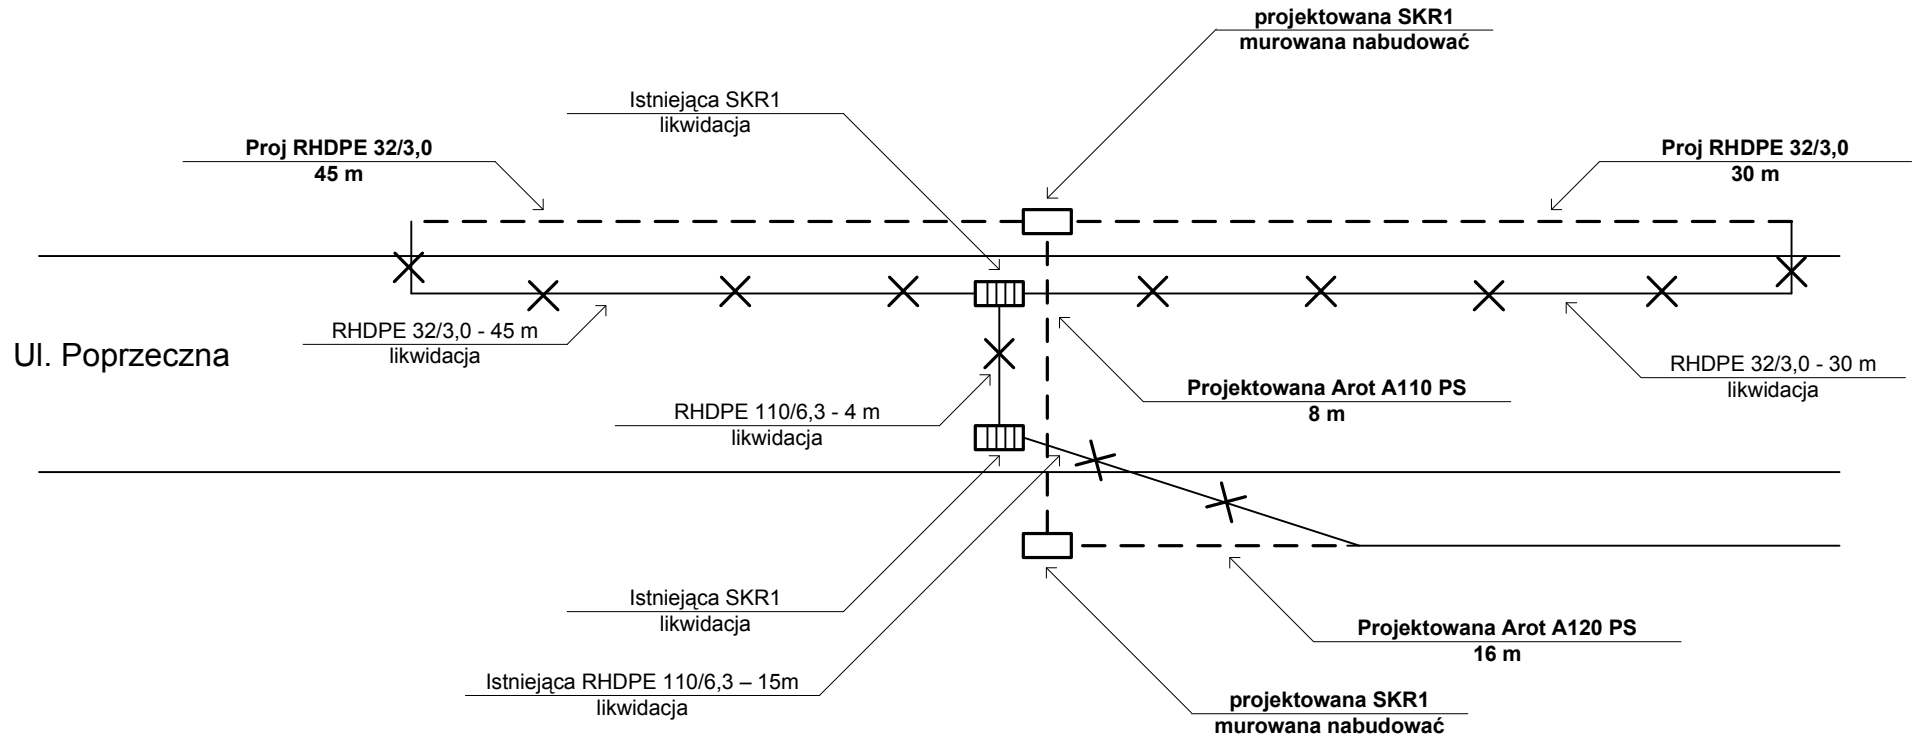 projektowana SKR1
murowana nabudować
Istniejąca SKR1
likwidacja
Proj RHDPE 32/3,0
45 m
Proj RHDPE 32/3,0
30 m
RHDPE 32/3,0 - 45 m
likwidacja
Ul. Poprzeczna
RHDPE 32/3,0 - 30 m
likwidacja
Projektowana Arot A110 PS
8 m
RHDPE 110/6,3 - 4 m
likwidacja
Istniejąca SKR1
likwidacja
Projektowana Arot A120 PS
16 m
Istniejąca RHDPE 110/6,3 – 15m
likwidacja
projektowana SKR1
murowana nabudować